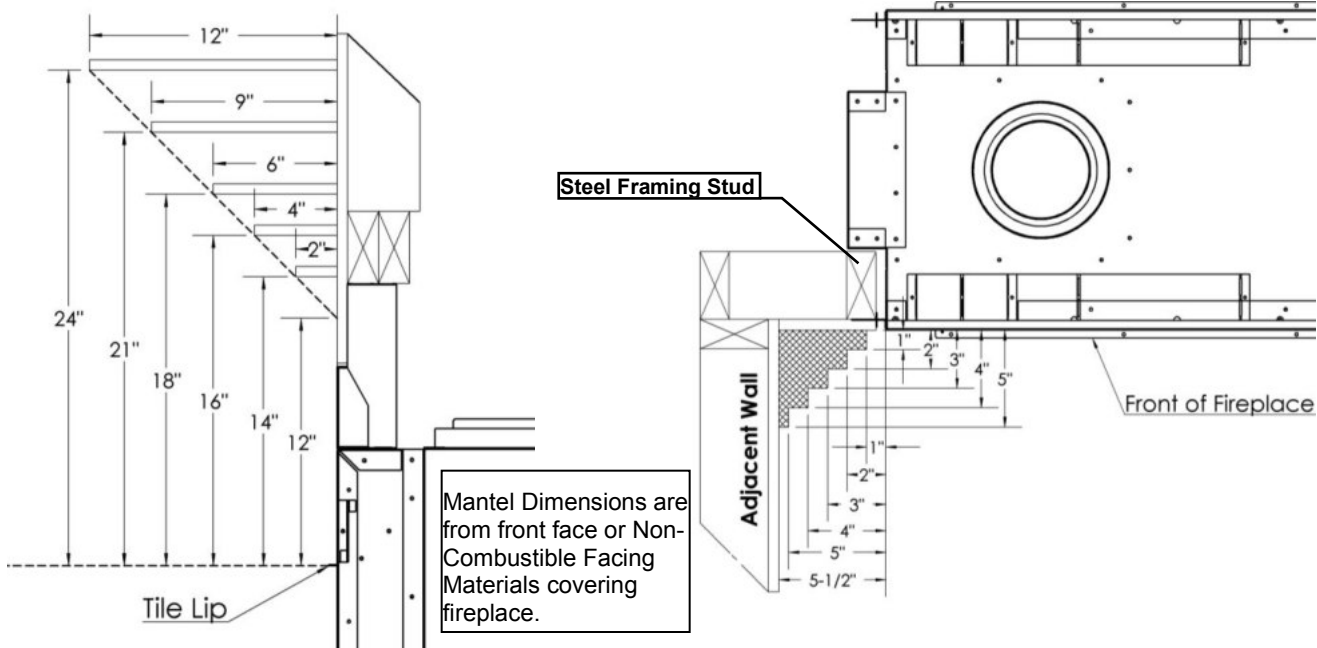 12"
9"
6"
4"
2"
24"
21"
18"
16"
14"
12"
Tile Lip
Mantel Dimensions are
from front face or Non-
Combustible Facing
Materials covering
fireplace.
Steel Framing Stud
Adjacent Wall
1"
2"
3"
4"
5"
Front of Fireplace
1"
2"
3"
4"
5"
5-1/2"